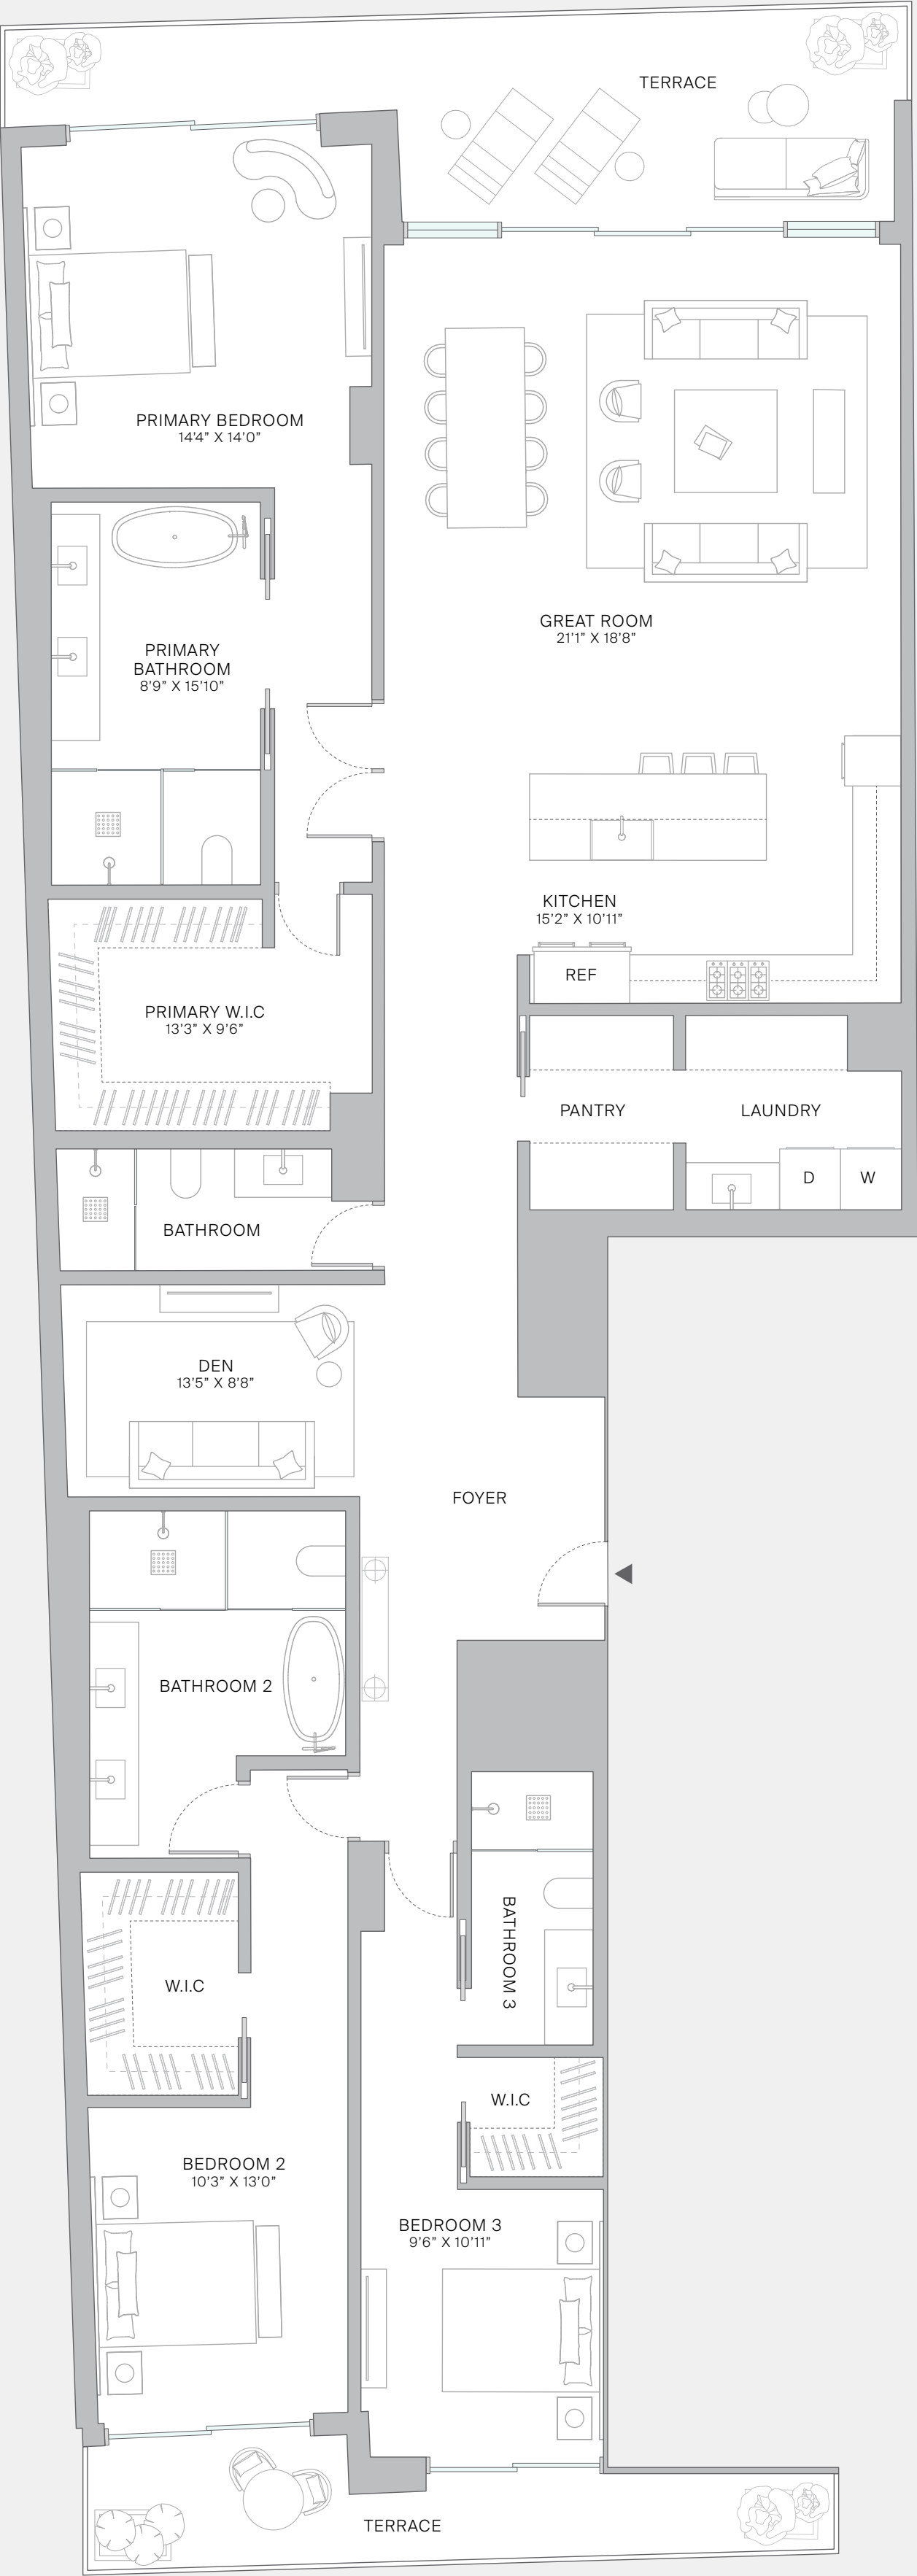 TERRACE
PRIMARY BEDROOM
14'4" X 14'0"
GREAT ROOM
21'1" X 18'8"
PRIMARY
BATHROOM
8'9" X 15'10"
KITCHEN
15'2" X 10'11"
REF
PRIMARY W.I.C
13'3" X 9'6"
PANTRY
LAUNDRY
D
W
BATHROOM
DEN
13'5" X 8'8"
FOYER
BATHROOM 2
BATHROOM 3
W.I.C
W.I.C
BEDROOM 2
10'3" X 13'0"
BEDROOM 3
9'6" X 10'11"
TERRACE